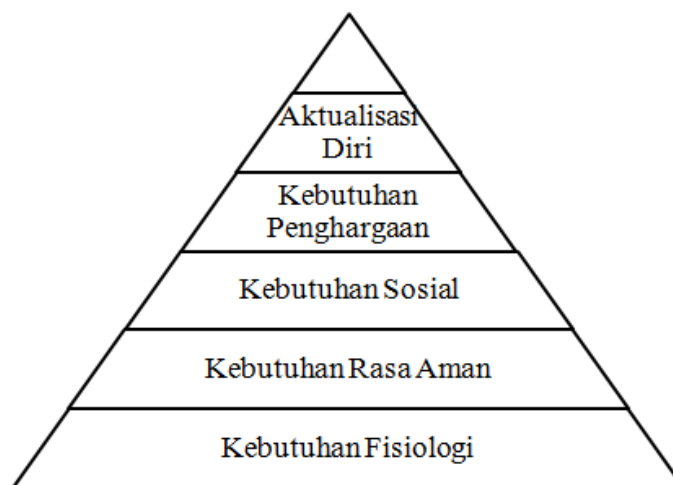 Aktualisasi
Diri
Kebutuhan
Penghargaan
Kebutuhan Sosial
Kebutuhan Rasa Aman
Kebutuhan Fisiologi